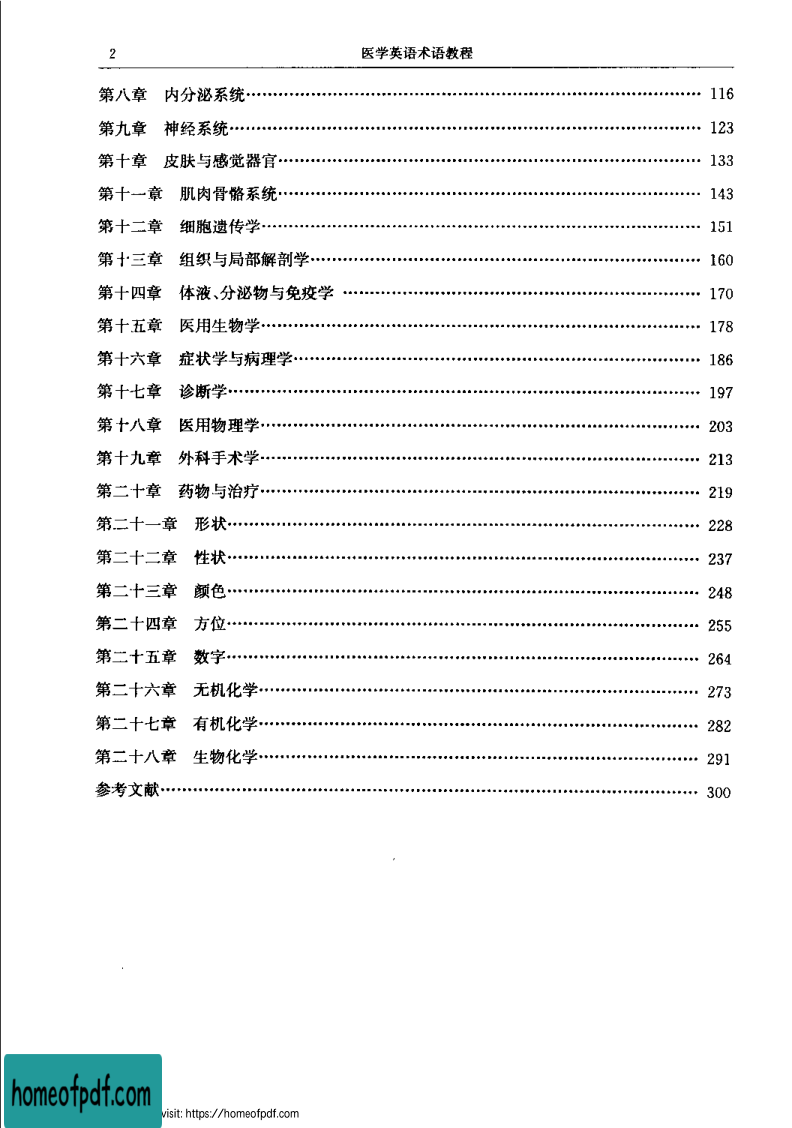 2 医学英语术语教程
第八章 内分泌系统 116
第九章 神经系统 123
第十章 皮肤与感觉器官 133
第十一章 肌肉骨骼系统 143
第十二章 细胞遗传学 151
第十三章 组织与局部解剖学 160
第十四章 体液、分泌物与免疫学 170
第十五章 医用生物学 178
第十六章 症状学与病理学 186
第十七章 诊断学 197
第十八章 医用物理学 203
第十九章 外科手术学 213
第二十章 药物与治疗 219
第二十一章 形状 228
第二十二章 性状 237
第二十三章 颜色 248
第二十四章 方位 255
第二十五章 数字 264
第二十六章 无机化学 273
第二十七章 有机化学 282
第二十八章 生物化学 291
参考文献 300
homeofpdf.com
visit: https://homeofpdf.com